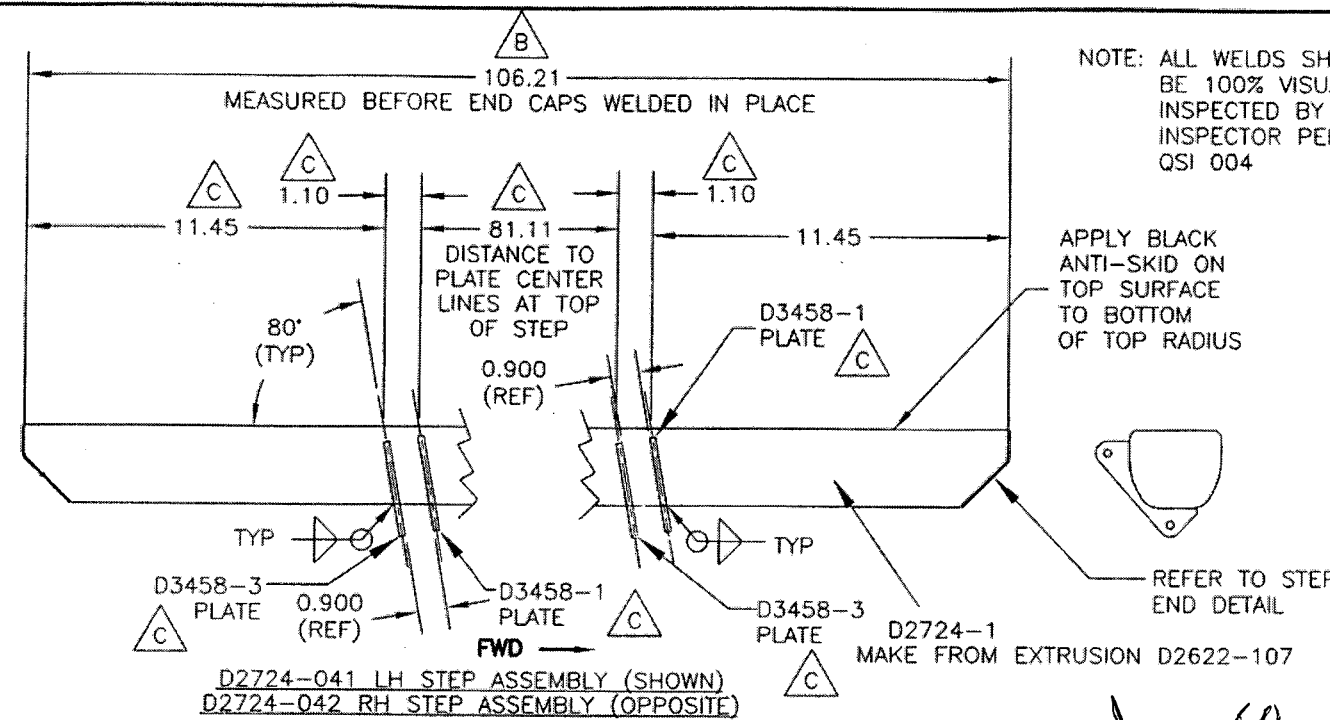 B
106.21
MEASURED BEFORE END CAPS WELDED IN PLACE
NOTE: ALL WELDS
BE 100%
INSPECTED BY
INSPECTOR
QSI 004
C
C
1.10
C
C
1.10
11.45
81.11
11.45
DISTANCE TO
PLATE CENTER
LINES AT TOP
OF STEP
APPLY BLACK
ANTI-SKID ON
TOP SURFACE
TO BOTTOM
OF TOP RADIUS
80°
(TYP)
0.900
(REF)
D3458-1
PLATE
C
TYP
TYP
D3458-3
PLATE
C
0.900
(REF)
D3458-1
PLATE
C
D3458-3
PLATE
C
D2724-1
MAKE FROM EXTRUSION D2622-107
REFER TO STEP
END DETAIL
FWD
D2724-041 LH STEP ASSEMBLY (SHOWN)
D2724-042 RH STEP ASSEMBLY (OPPOSITE)